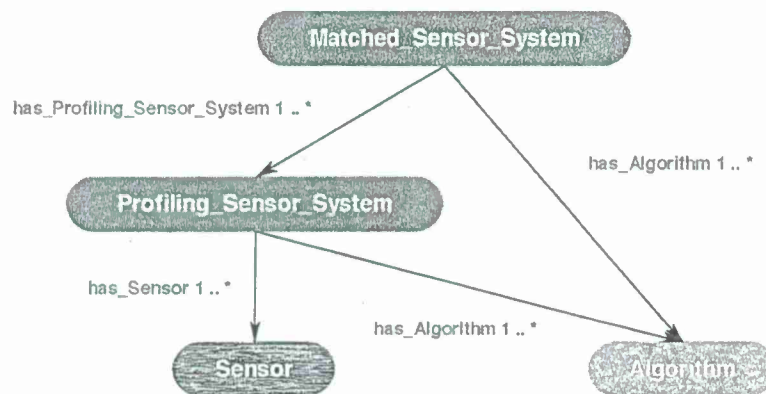 Matched_Sensor_System
has_Profiling_Sensor_System 1 .. *
has_Algorithm 1 .. *
Profiling_Sensor_System
has_Sensor 1 .. *
has_Algorithm 1 .. *
Sensor
Algorithm